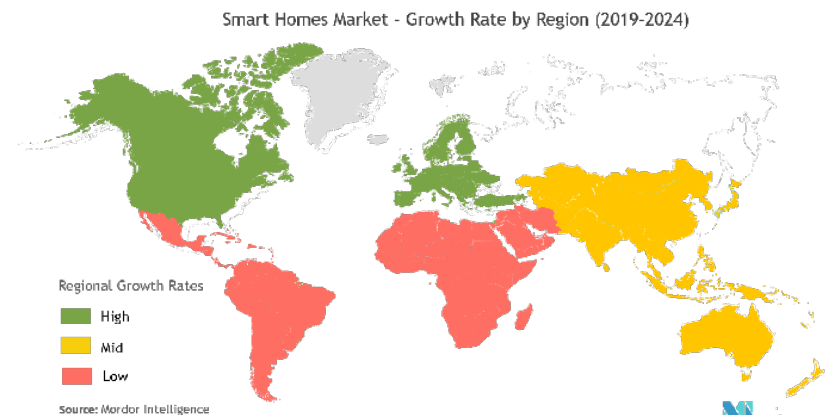 Smart Homes Market - Growth Rate by Region (2019-2024)
Regional Growth Rates
High
Mid
Low
Source: Mordor Intelligence